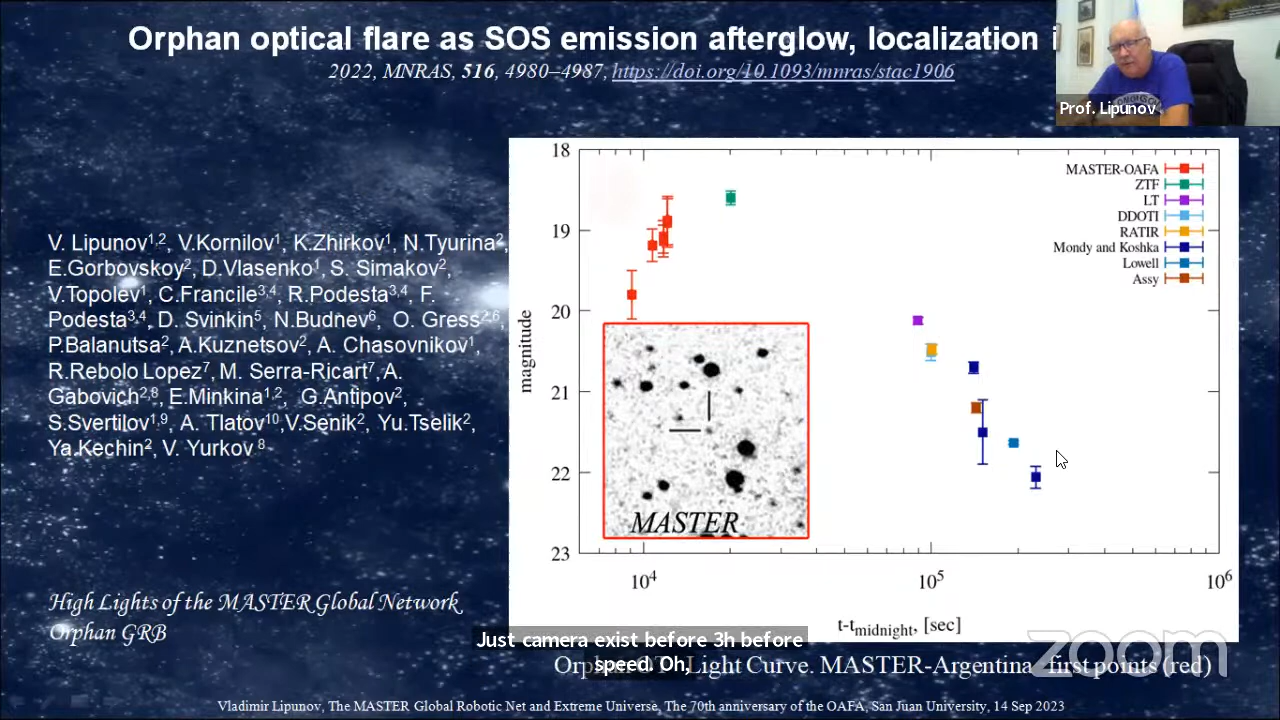 Orphan optical flare as SOS emission afterglow, localization
2022, MNRAS, 516, 4980–4987, https://doi.org/10.1093/mnras/stac1906
Prof. Lipunov
V. Lipunov1,2, V.Kornilov1, K.Zhirkov1, N.Tyurina2,
E.Gorbovskoy2, D.Vlasenko1, S. Simakov2,
V.Topolev1, C.Francile3,4, R.Podesta3,4, F.
Podesta3,4, D. Svinkin5, N.Budnev6, O. Gress2,6,
P.Balanutsa2, A.Kuznetsov2, A. Chasovnikov1,
R.Rebolo Lopez7, M. Serra-Ricart7, A.
Gabovich2,8, E.Minkina1,2, G.Antipov2,
S.Svertilov1,9, A. Tlatov10,V.Senik2, Yu.Tselik2,
Ya.Kechin2, V. Yurkov 8
High Lights of the MASTER Global Network
Orphan GRB
18
19
20
21
22
23
magnitude
MASTER-OAFA
ZTF
LT
DDOTI
RATIR
Mondy and Koshka
Lowell
Assy
MASTER
10^4
10^5
10^6
t-tmidnight, [sec]
Just camera exist before 3h before
speed. Oh,
Light Curve. MASTER-Argentina first points (red)
zoom
Vladimir Lipunov, The MASTER Global Robotic Net and Extreme Universe, The 70th anniversary of the OAFA, San Juan University, 14 Sep 2023